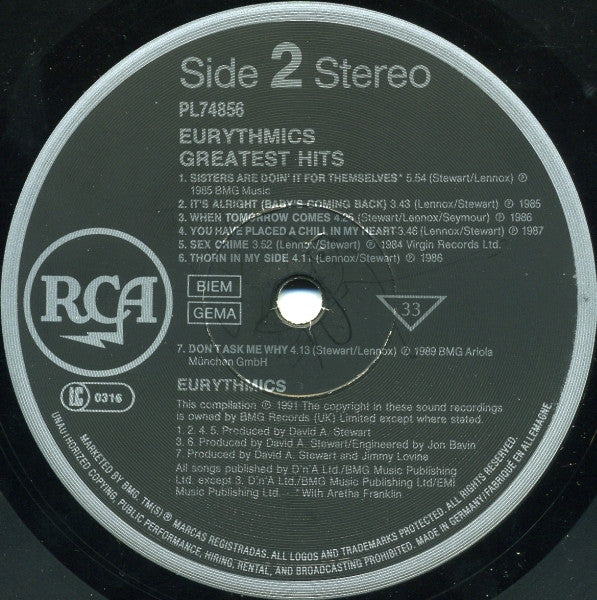 Side 2 Stereo
PL74856
EURYTHMICS
GREATEST HITS
1. SISTERS ARE DOIN' IT FOR THEMSELVES* 5.54 (Stewart/Lennox) ℗
1985 BMG Music
2. IT'S ALRIGHT (BABY'S COMING BACK) 3.43 (Lennox/Stewart) ℗ 1985
3. WHEN TOMORROW COMES 4.25 (Lennox/Stewart/Seymour) ℗ 1986
4. YOU HAVE PLACED A CHILL IN MY HEART 3.46 (Lennox/Stewart) ℗ 1987
5. SEX CRIME 3.52 (Lennox/Stewart) ℗ 1984 Virgin Records Ltd.
6. THORN IN MY SIDE 4.11 (Lennox/Stewart) ℗ 1986
RCA
BIEM
GEMA
33
7. DON'T ASK ME WHY 4.13 (Stewart/Lennox) ℗ 1989 BMG Ariola
München GmbH
LC 0316
EURYTHMICS
This compilation ℗ 1991 The copyright in these sound recordings
is owned by BMG Records (UK) Limited except where stated.
1. 2. 4. 5. Produced by David A. Stewart
3. 6. Produced by David A. Stewart/Engineered by Jon Bavin
7. Produced by David A. Stewart and Jimmy Lovine
All songs published by D'n'A Ltd./BMG Music Publishing
Ltd. except 3. D'n'A Ltd./BMG Music Publishing Ltd/EMI
Music Publishing Ltd. *With Aretha Franklin
MARKETED BY BMG, TM(S)® MARCAS REGISTRADAS. ALL LOGOS AND TRADEMARKS PROTECTED. ALL RIGHTS RESERVED.
UNAUTHORIZED COPYING, PUBLIC PERFORMANCE, HIRING, RENTAL, AND BROADCASTING PROHIBITED. MADE IN GERMANY/FABRIQUÉ EN ALLEMAGNE.